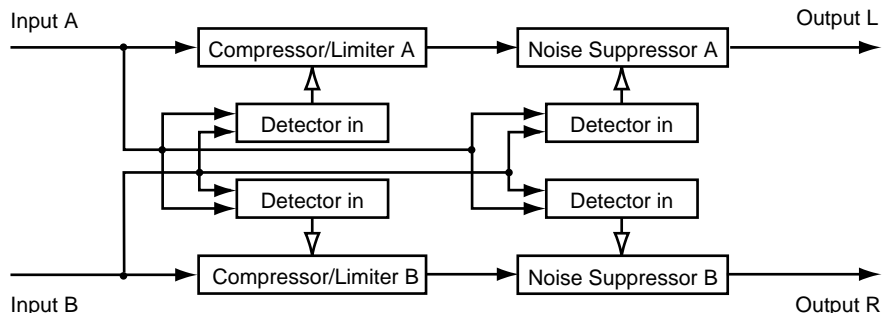 Input A
Output L
Compressor/Limiter A
Noise Suppressor A
Detector in
Detector in
Detector in
Detector in
Compressor/Limiter B
Noise Suppressor B
Input B
Output R